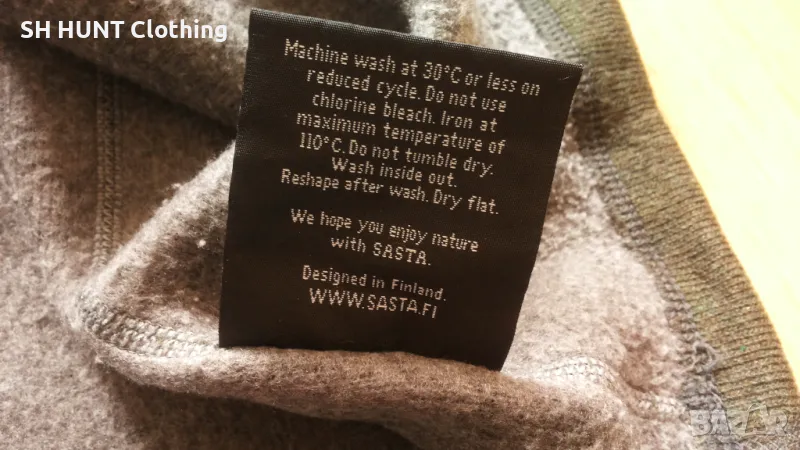 SH HUNT Clothing
Machine wash at 30°C or less on
reduced cycle. Do not use
chlorine bleach. Iron at
maximum temperature of
110°C. Do not tumble dry.
Wash inside out.
Reshape after wash. Dry flat.
We hope you enjoy nature
with SASTA.
Designed in Finland.
WWW.SASTA.FI
BAZAR